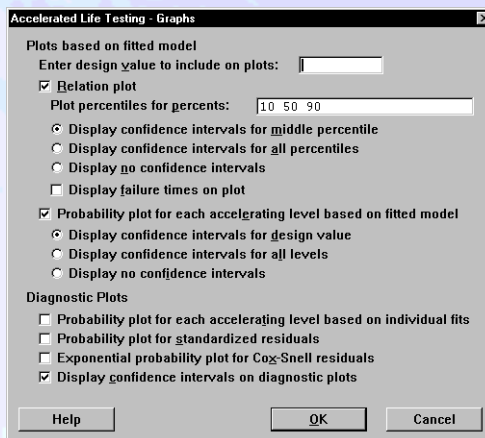 Accelerated Life Testing - Graphs
Plots based on fitted model
Enter design value to include on plots:
Relation plot
Plot percentiles for percents: 10 50 90
Display confidence intervals for middle percentile
Display confidence intervals for all percentiles
Display no confidence intervals
Display failure times on plot
Probability plot for each accelerating level based on fitted model
Display confidence intervals for design value
Display confidence intervals for all levels
Display no confidence intervals
Diagnostic Plots
Probability plot for each accelerating level based on individual fits
Probability plot for standardized residuals
Exponential probability plot for Cox-Snell residuals
Display confidence intervals on diagnostic plots
Help OK Cancel